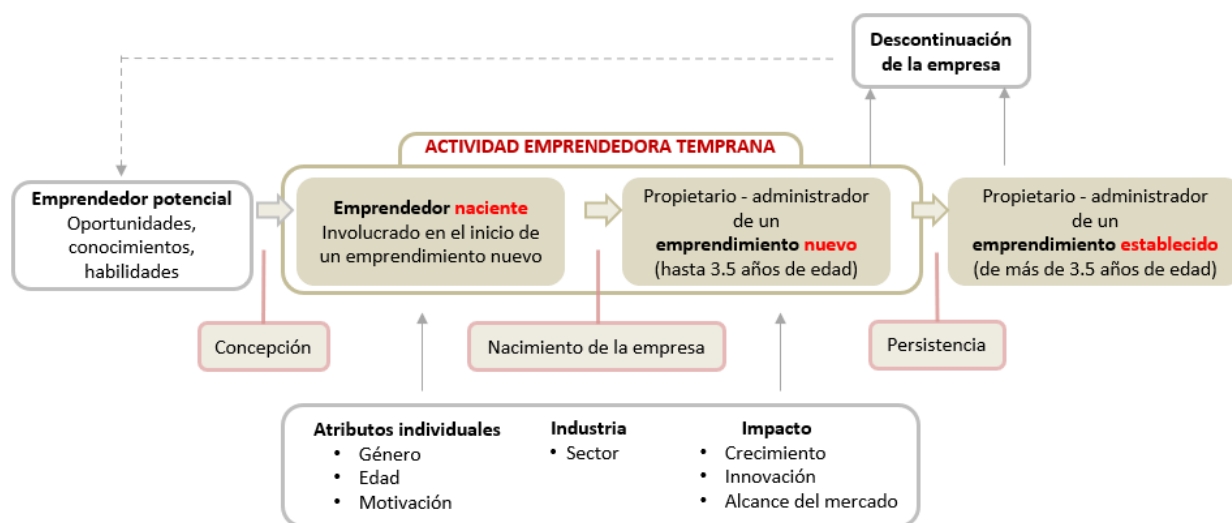 Descontinuación
de la empresa
ACTIVIDAD EMPRENDEDORA TEMPRANA
Emprendedor potencial
Oportunidades,
conocimientos,
habilidades
Emprendedor naciente
Involucrado en el inicio de
un emprendimiento nuevo
Propietario - administrador
de un
emprendimiento nuevo
(hasta 3.5 años de edad)
Propietario - administrador
de un
emprendimiento establecido
(de más de 3.5 años de edad)
Concepción
Nacimiento de la empresa
Persistencia
Atributos individuales
• Género
• Edad
• Motivación
Industria
• Sector
Impacto
• Crecimiento
• Innovación
• Alcance del mercado